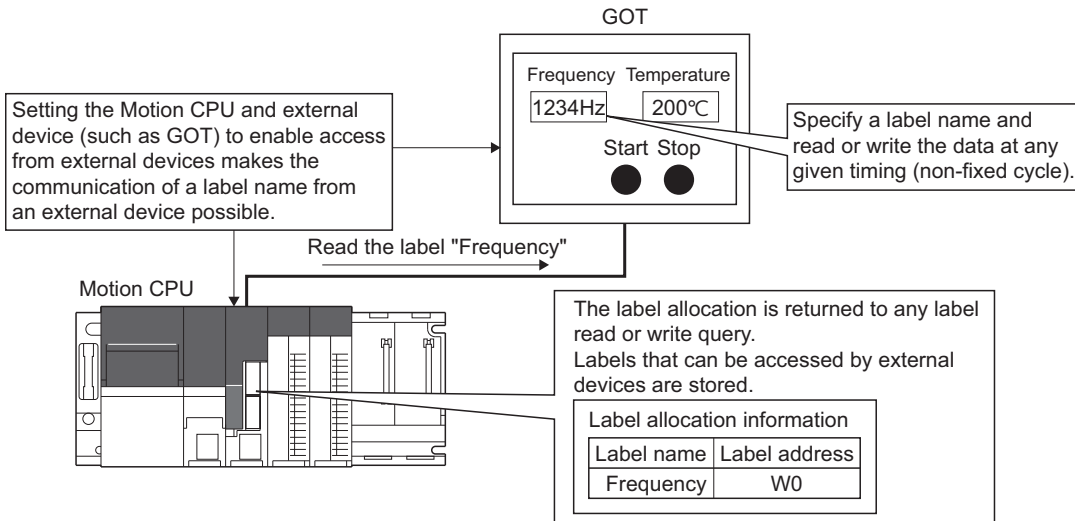 GOT
Frequency Temperature
1234Hz 200℃
Start Stop
Setting the Motion CPU and external
device (such as GOT) to enable access
from external devices makes the
communication of a label name from
an external device possible.
Specify a label name and
read or write the data at any
given timing (non-fixed cycle).
Read the label "Frequency"
Motion CPU
The label allocation is returned to any label
read or write query.
Labels that can be accessed by external
devices are stored.
Label allocation information
Label name Label address
Frequency W0